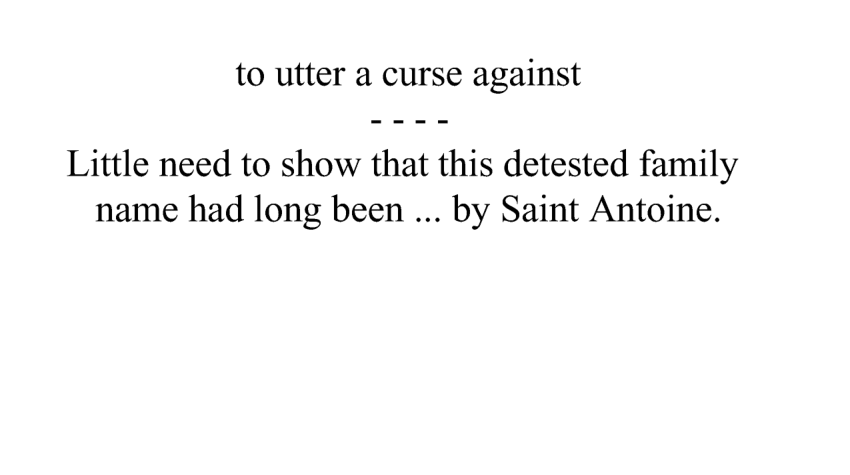 to utter a curse against
- - - -
Little need to show that this detested family
name had long been ... by Saint Antoine.